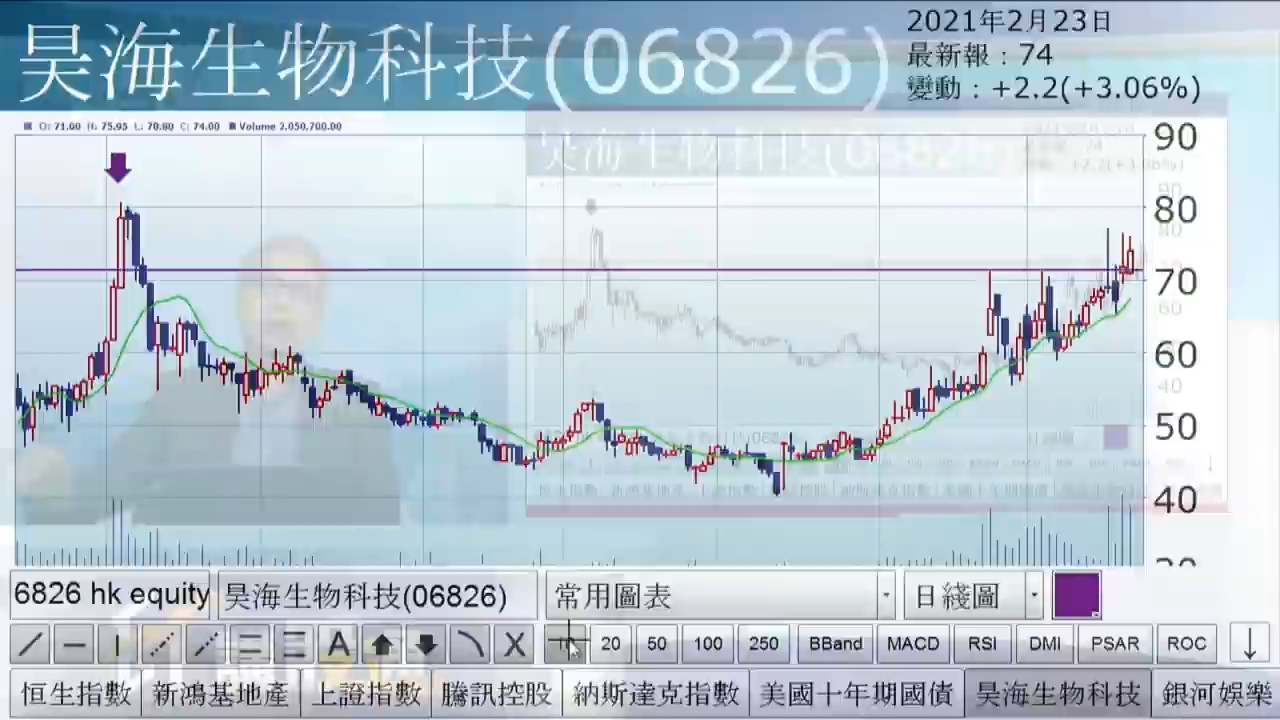 昊海生物科技(06826)
2021年2月23日
最新報：74
變動：+2.2(+3.06%)
O: 71.00 H: 75.95 L: 70.80 C: 74.00 Volume 2,050,700.00
90
80
70
60
50
40
6826 hk equity 昊海生物科技(06826) 常用圖表 日綫圖
A X 20 50 100 250 BBand MACD RSI DMI PSAR ROC
恒生指數 新鴻基地產 上證指數 騰訊控股 納斯達克指數 美國十年期國債 昊海生物科技 銀河娛樂